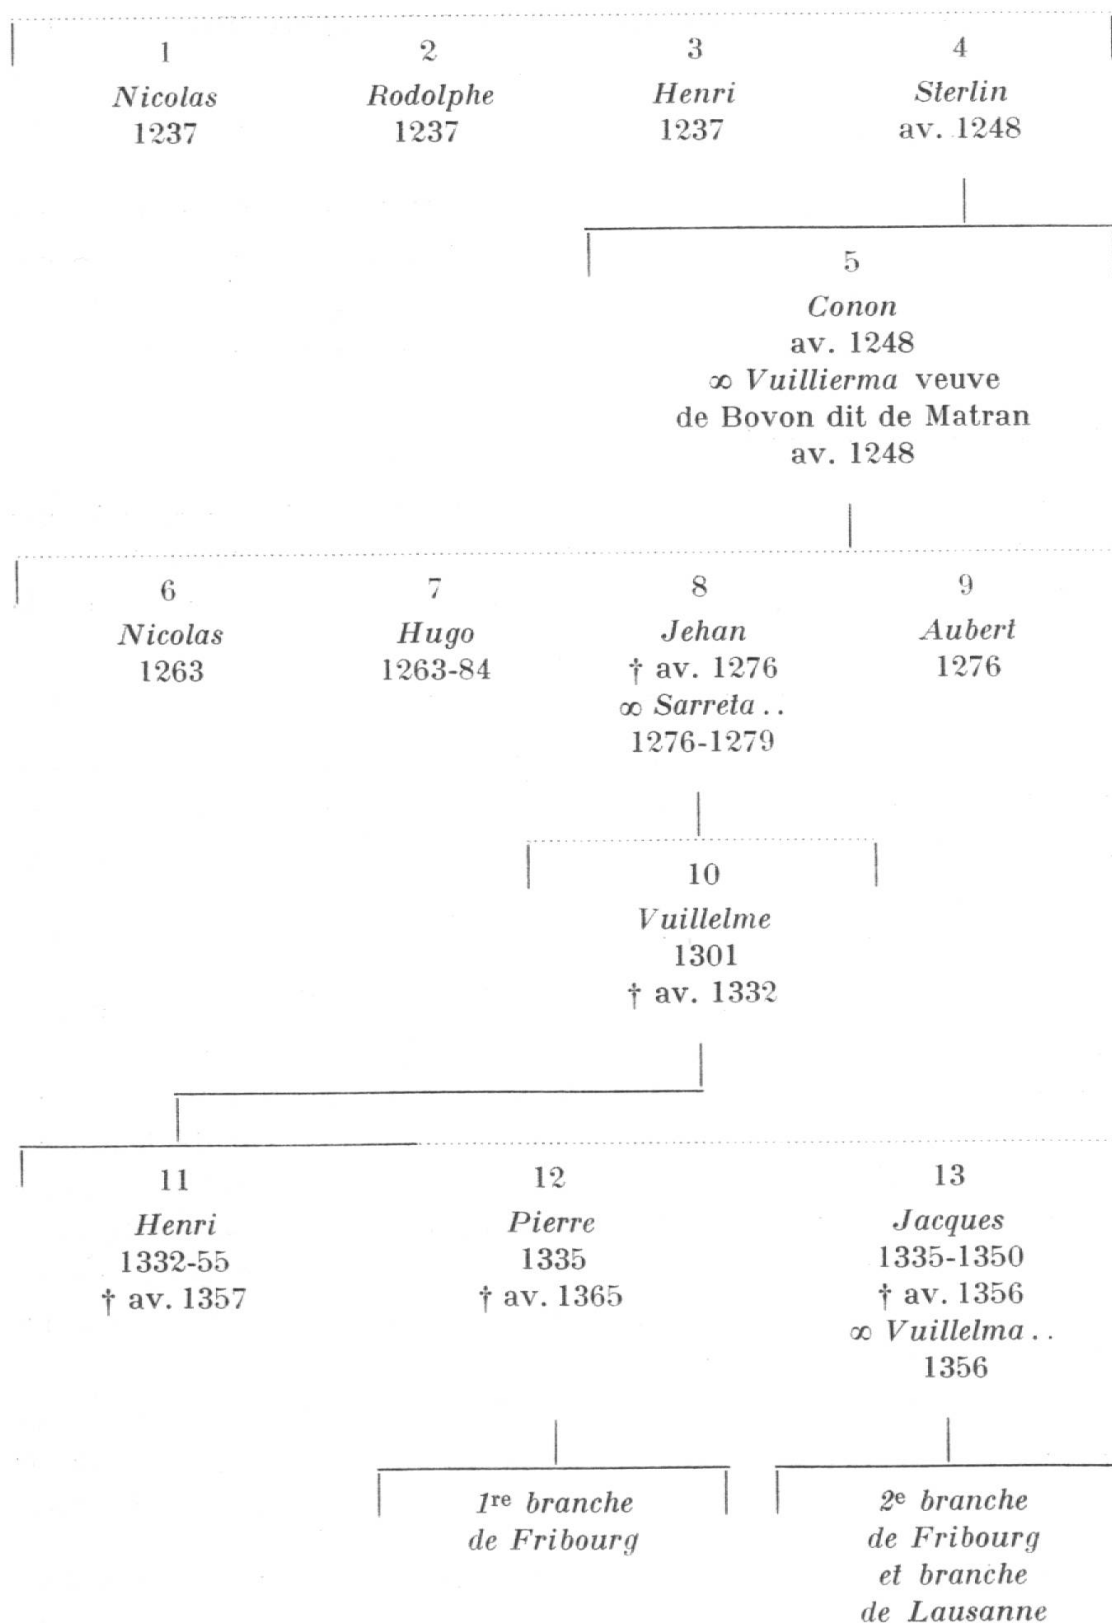 1 2 3 4
Nicolas Rodolphe Henri Sterlin
1237 1237 1237 av. 1248
5
Conon
av. 1248
∞ Vuillierma veuve
de Bovon dit de Matran
av. 1248
6 7 8 9
Nicolas Hugo Jehan Aubert
1263 1263-84 † av. 1276 1276
∞ Sarreta . .
1276-1279
10
Vuillelme
1301
† av. 1332
11 12 13
Henri Pierre Jacques
1332-55 1335 1335-1350
† av. 1357 † av. 1365 † av. 1356
∞ Vuillelma . .
1356
1re branche 2e branche
de Fribourg de Fribourg
et branche
de Lausanne